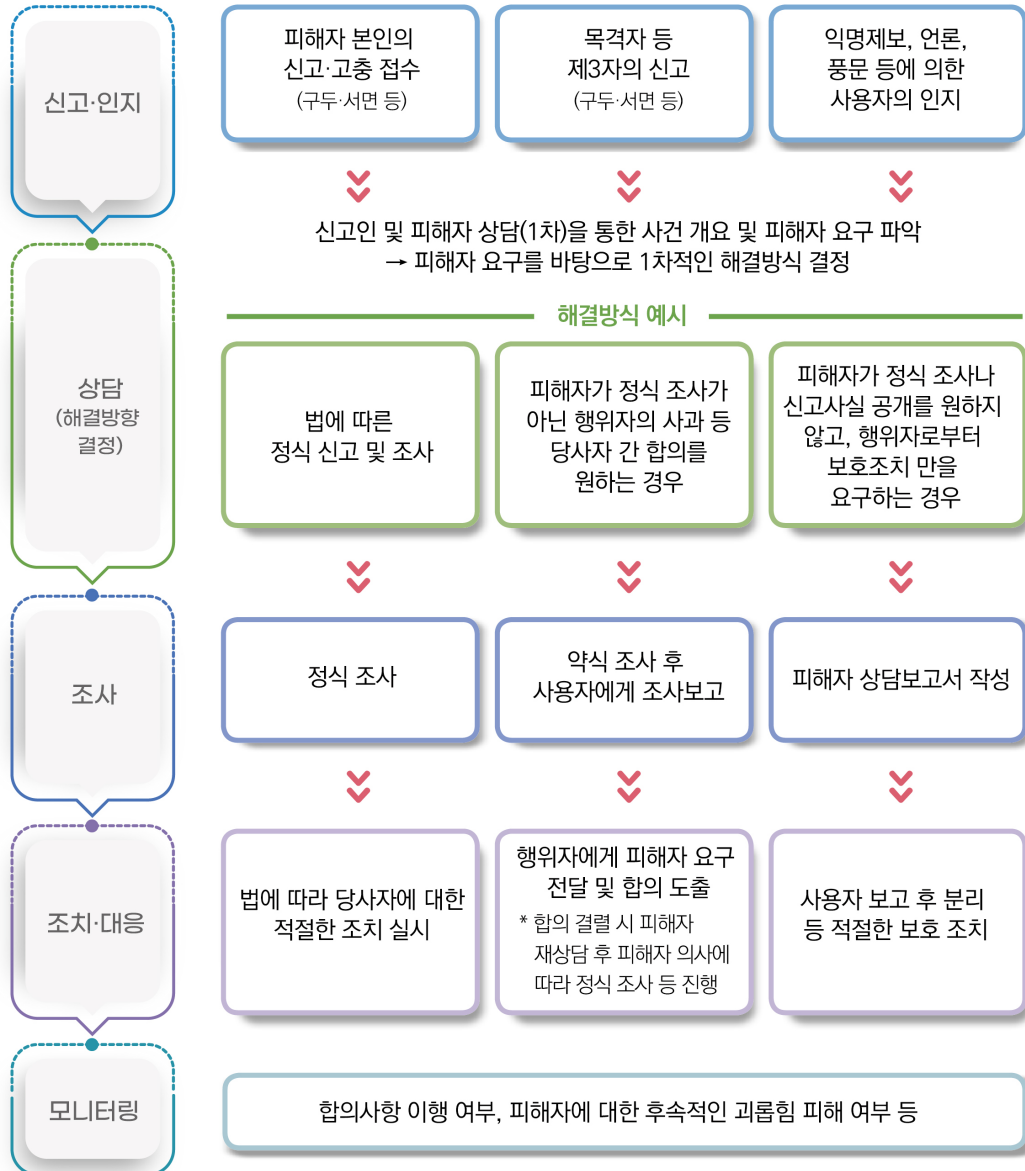 신고·인지
피해자 본인의
신고·고충 접수
(구두·서면 등)
목격자 등
제3자의 신고
(구두·서면 등)
익명제보, 언론,
풍문 등에 의한
사용자의 인지
신고인 및 피해자 상담(1차)을 통한 사건 개요 및 피해자 요구 파악
→ 피해자 요구를 바탕으로 1차적인 해결방식 결정
상담
(해결방향
결정)
해결방식 예시
법에 따른
정식 신고 및 조사
피해자가 정식 조사가
아닌 행위자의 사과 등
당사자 간 합의를
원하는 경우
피해자가 정식 조사나
신고사실 공개를 원하지
않고, 행위자로부터
보호조치 만을
요구하는 경우
조사
정식 조사
약식 조사 후
사용자에게 조사보고
피해자 상담보고서 작성
조치·대응
법에 따라 당사자에 대한
적절한 조치 실시
행위자에게 피해자 요구
전달 및 합의 도출
* 합의 결렬 시 피해자
재상담 후 피해자 의사에
따라 정식 조사 등 진행
사용자 보고 후 분리
등 적절한 보호 조치
모니터링
합의사항 이행 여부, 피해자에 대한 후속적인 괴롭힘 피해 여부 등